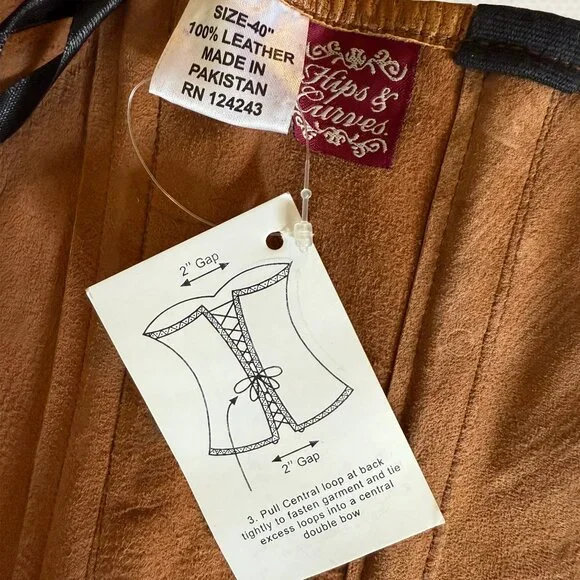 SIZE-40"
100% LEATHER
MADE IN
PAKISTAN
RN 124243
Hips &
Curves
2" Gap
2" Gap
3. Pull Central loop at back
tightly to fasten garment and tie
excess loops into a central
double bow